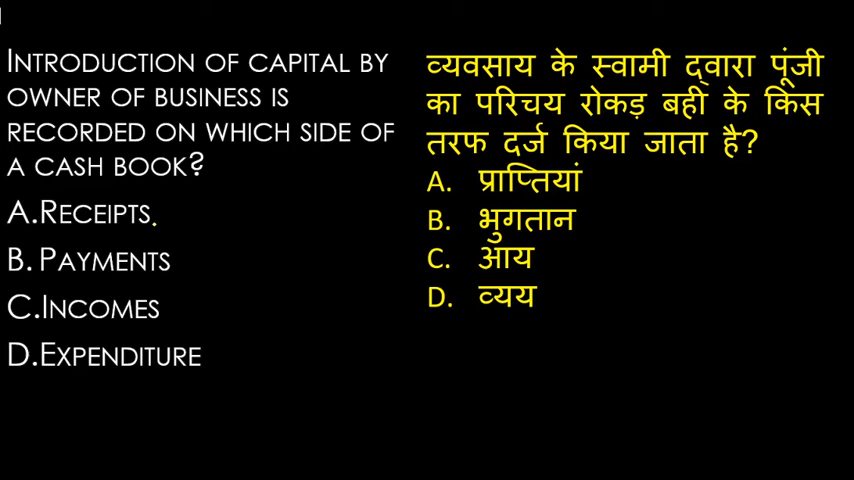 INTRODUCTION OF CAPITAL BY
OWNER OF BUSINESS IS
RECORDED ON WHICH SIDE OF
A CASH BOOK?
A.RECEIPTS.
B. PAYMENTS
C.INCOMES
D.EXPENDITURE
व्यवसाय के स्वामी द्वारा पूंजी
का परिचय रोकड़ बही के किस
तरफ दर्ज किया जाता है?
A. प्राप्तियां
B. भुगतान
C. आय
D. व्यय